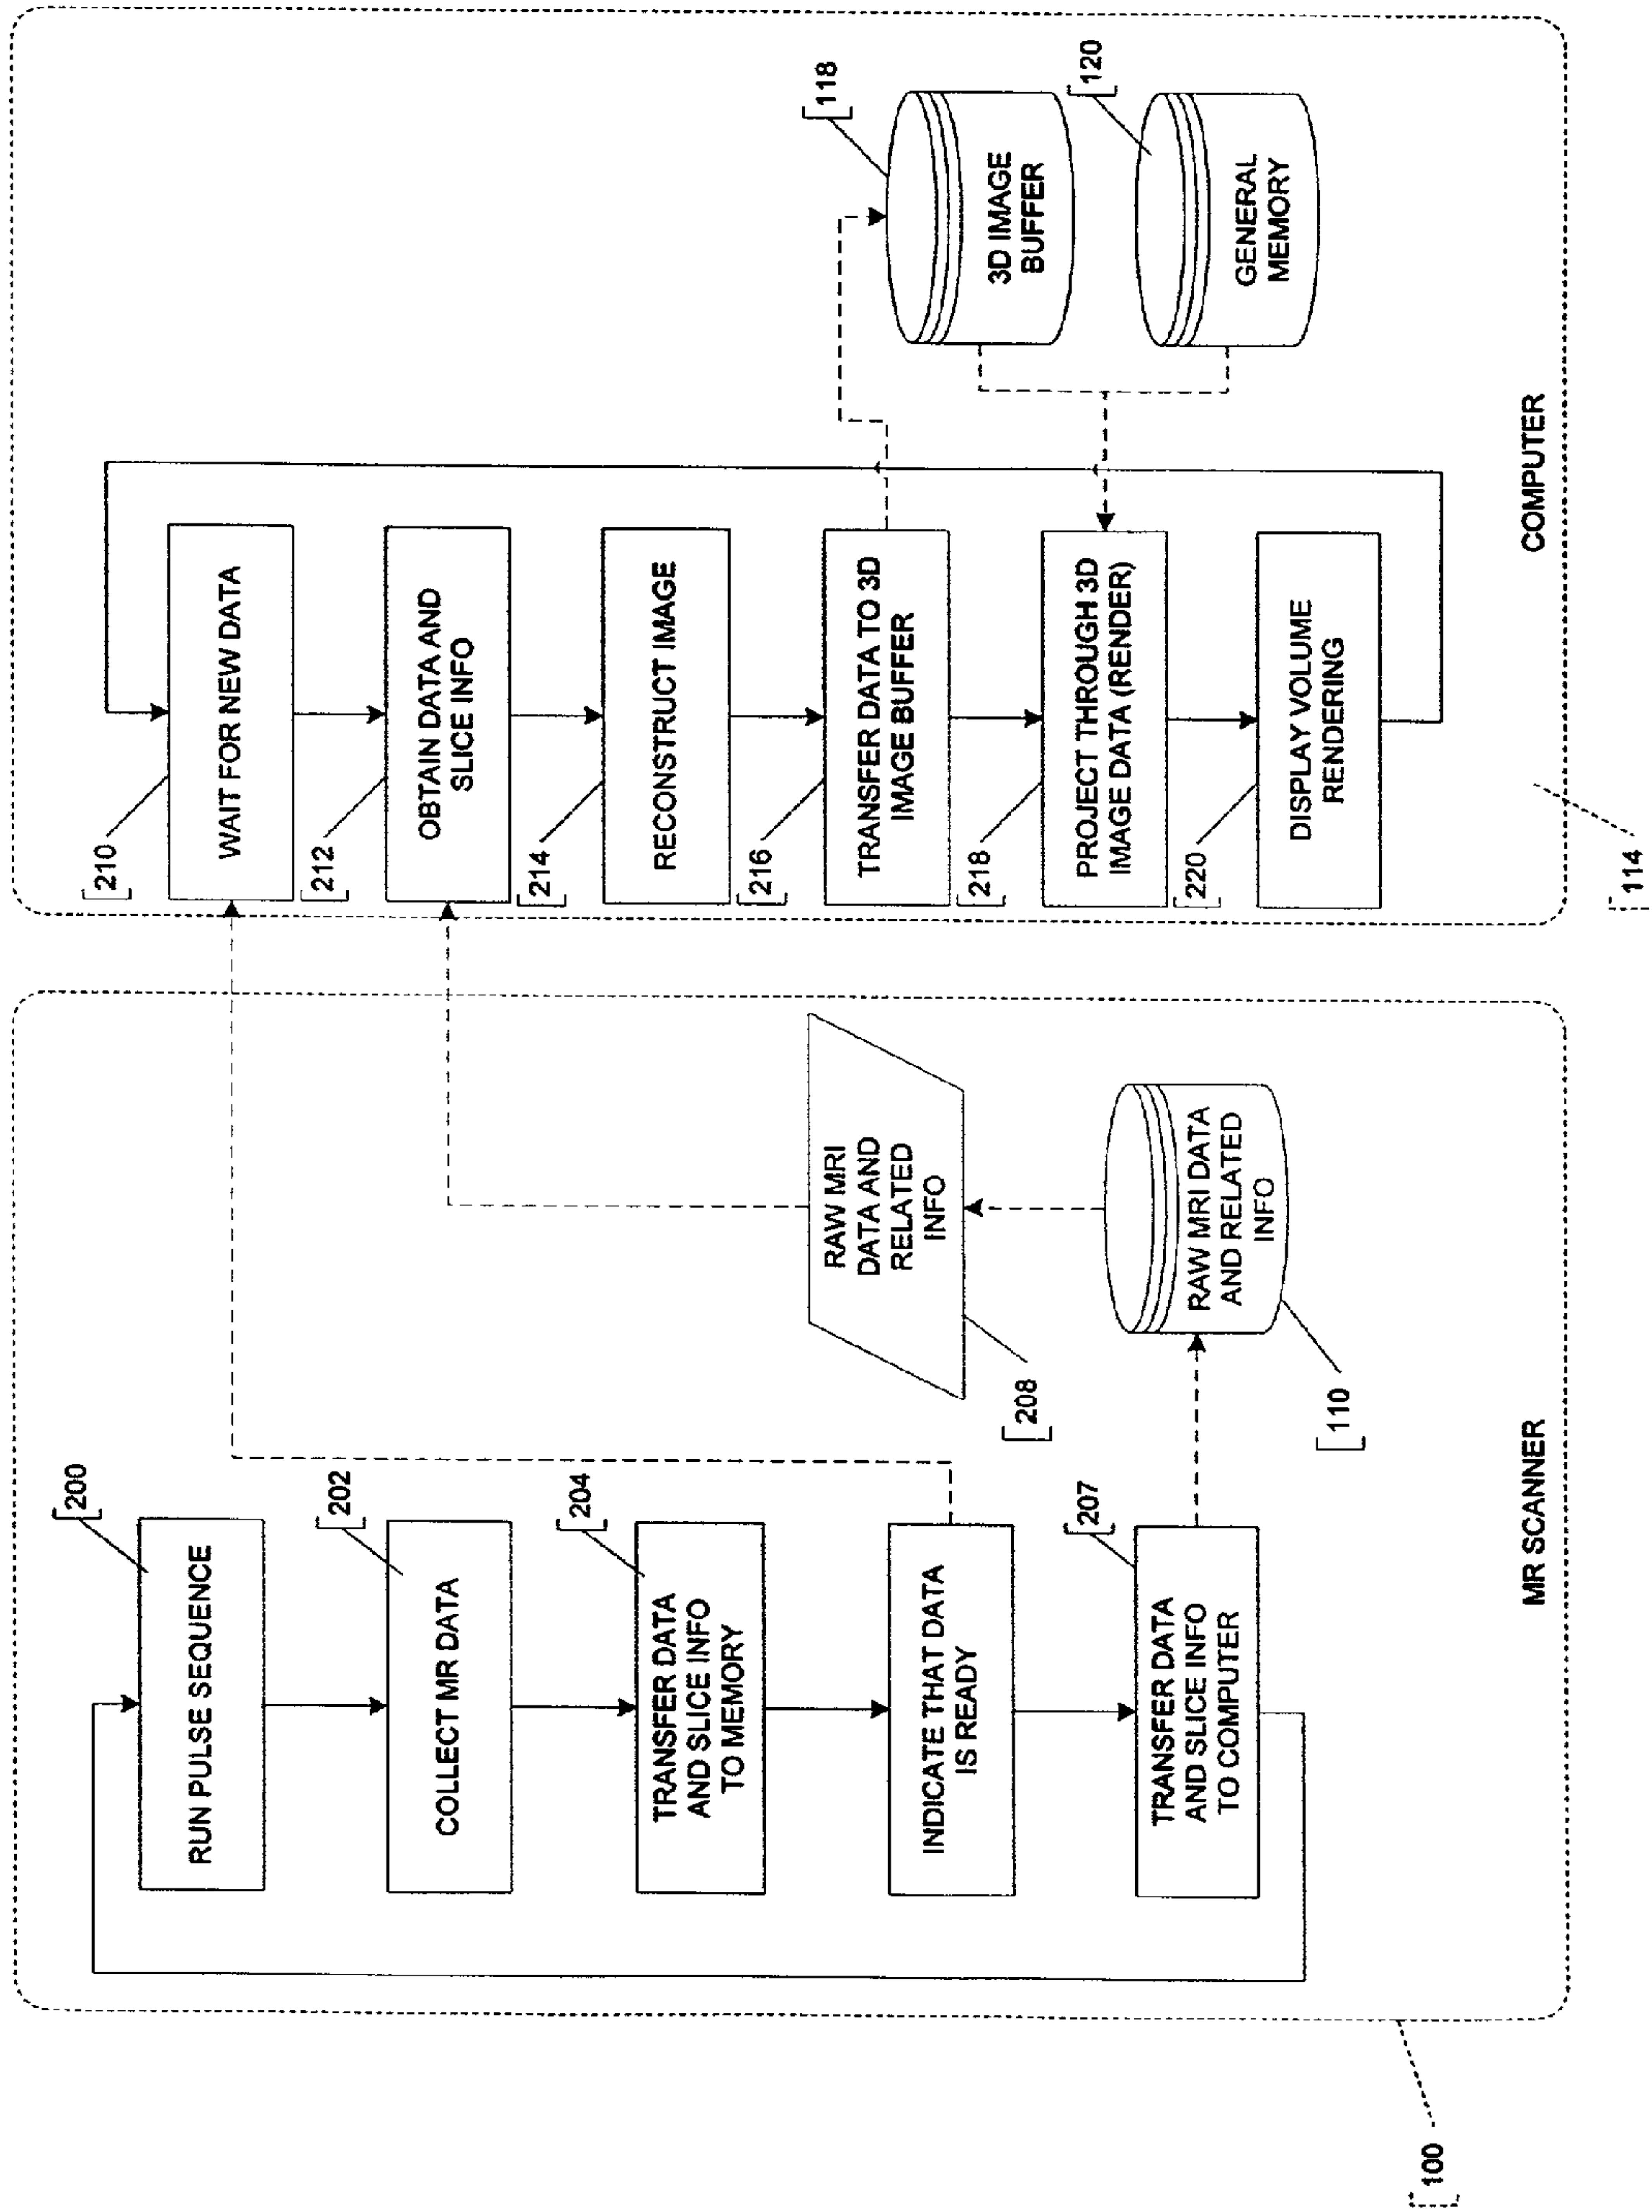 200
RUN PULSE SEQUENCE
202
COLLECT MR DATA
204
TRANSFER DATA
AND SLICE INFO
TO MEMORY
INDICATE THAT DATA
IS READY
207
TRANSFER DATA
AND SLICE INFO
TO COMPUTER
RAW MRI
DATA AND
RELATED
INFO
208
RAW MRI DATA
AND RELATED
INFO
110
MR SCANNER
100
210
WAIT FOR NEW DATA
212
OBTAIN DATA AND
SLICE INFO
214
RECONSTRUCT IMAGE
216
TRANSFER DATA TO 3D
IMAGE BUFFER
218
PROJECT THROUGH 3D
IMAGE DATA (RENDER)
220
DISPLAY VOLUME
RENDERING
118
3D IMAGE
BUFFER
120
GENERAL
MEMORY
COMPUTER
114